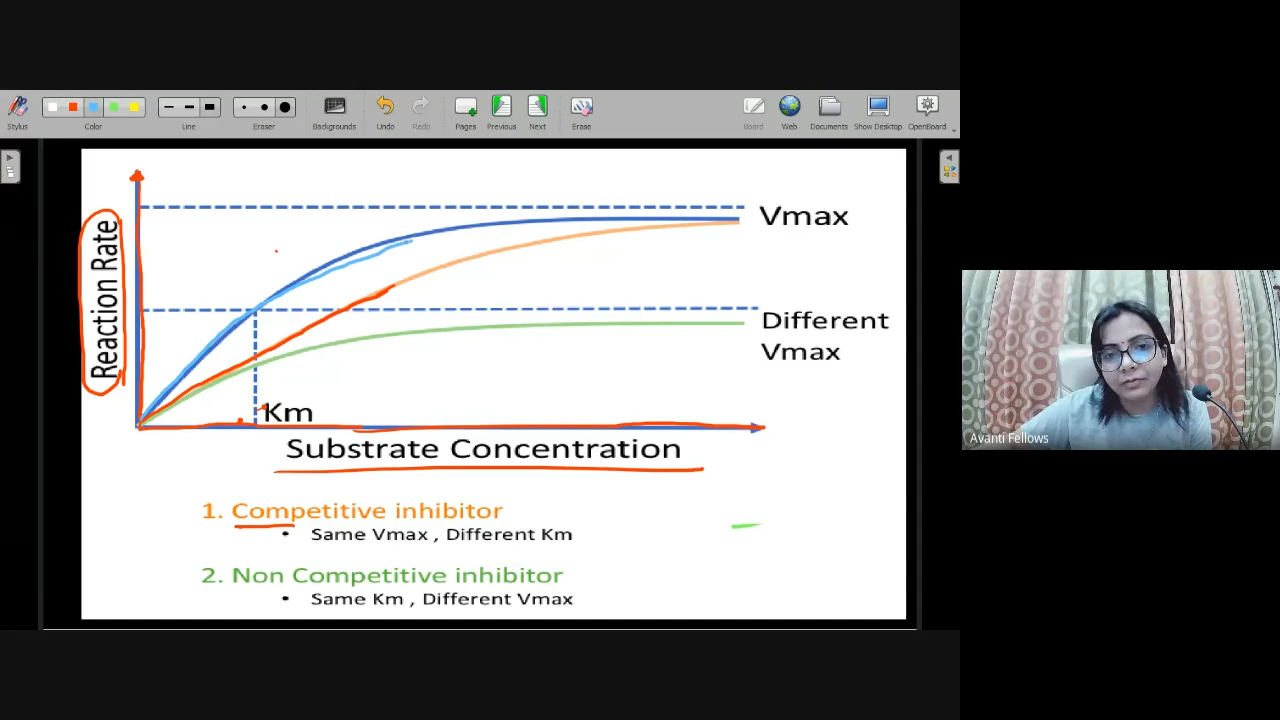 Stylus
Color
Line
Eraser
Backgrounds
Undo
Redo
Pages
Previous
Next
Erase
Board
Web
Documents
Show Desktop
OpenBoard
Reaction Rate
Vmax
Different
Vmax
Km
Substrate Concentration
1. Competitive inhibitor
• Same Vmax , Different Km
2. Non Competitive inhibitor
• Same Km , Different Vmax
Avanti Fellows